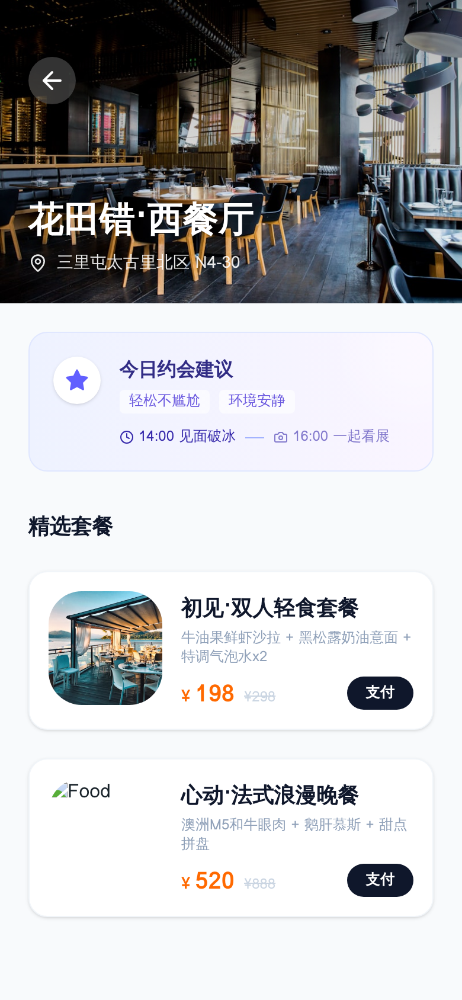 花田错·西餐厅
三里屯太古里北区 N4-30
今日约会建议
轻松不尴尬 环境安静
14:00 见面破冰 16:00 一起看展
精选套餐
初见·双人轻食套餐
牛油果鲜虾沙拉 + 黑松露奶油意面 +
特调气泡水x2
¥ 198 ¥298 支付
Food
心动·法式浪漫晚餐
澳洲M5和牛眼肉 + 鹅肝慕斯 + 甜点
拼盘
¥ 520 ¥888 支付